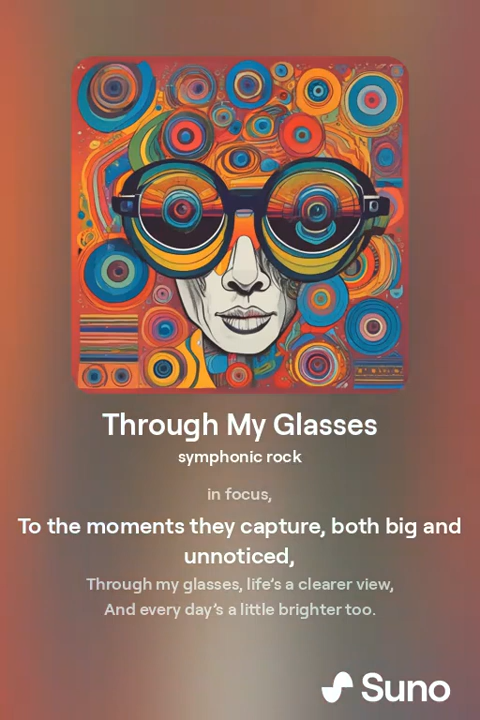 Through My Glasses
symphonic rock
in focus,
To the moments they capture, both big and
unnoticed,
Through my glasses, life's a clearer view,
And every day's a little brighter too.
Suno